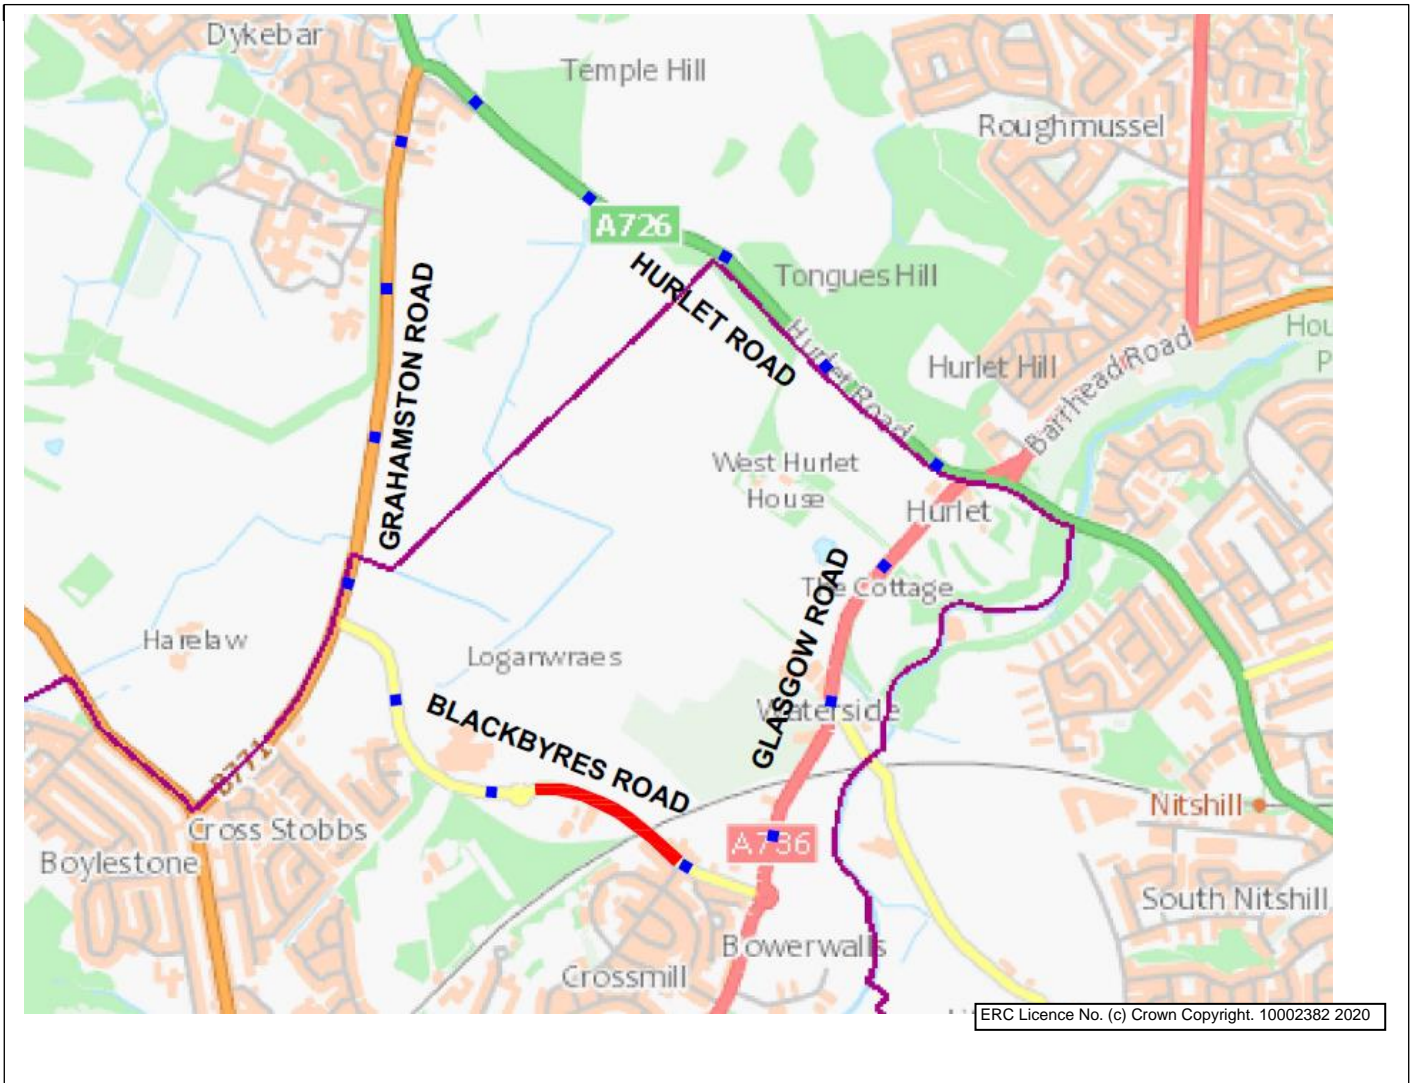 Dykebar
Temple Hill
Roughmussel
A726
HURLET ROAD
Tongues Hill
Hurlet Road
Hurlet Hill
Barrhead Road
Hou
P
GRAHAMSTON ROAD
West Hurlet
House
Hurlet
The Cottage
GLASGOW ROAD
Harelaw
Loganwraes
Waterside
BLACKBYRES ROAD
B771
Cross Stobbs
Boylestone
A736
Nitshill
South Nitshill
Bowerwalls
Crossmill
ERC Licence No. (c) Crown Copyright. 10002382 2020